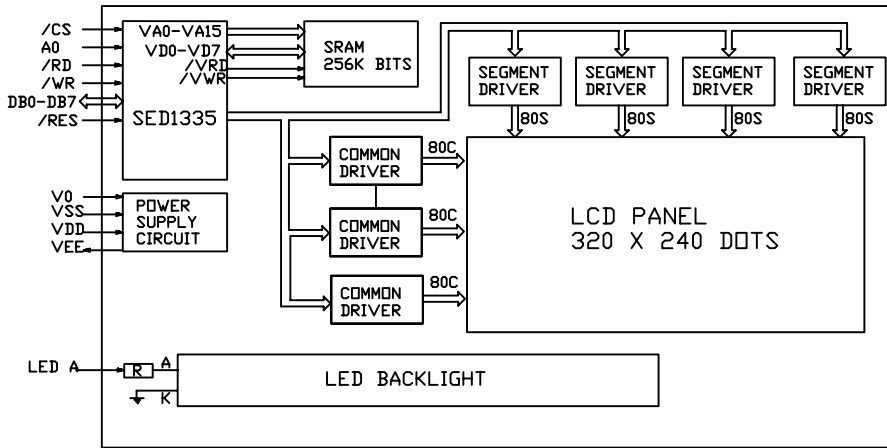 /CS
A0
/RD
/WR
DB0-DB7
/RES
VA0-VA15
VD0-VD7
/VRD
/VWR
SED1335
SRAM
256K BITS
SEGMENT
DRIVER
SEGMENT
DRIVER
SEGMENT
DRIVER
SEGMENT
DRIVER
80S
80S
80S
80S
COMMON
DRIVER
80C
COMMON
DRIVER
80C
COMMON
DRIVER
80C
LCD PANEL
320 X 240 DOTS
V0
VSS
VDD
VEE
POWER
SUPPLY
CIRCUIT
LED A
R
A
K
LED BACKLIGHT